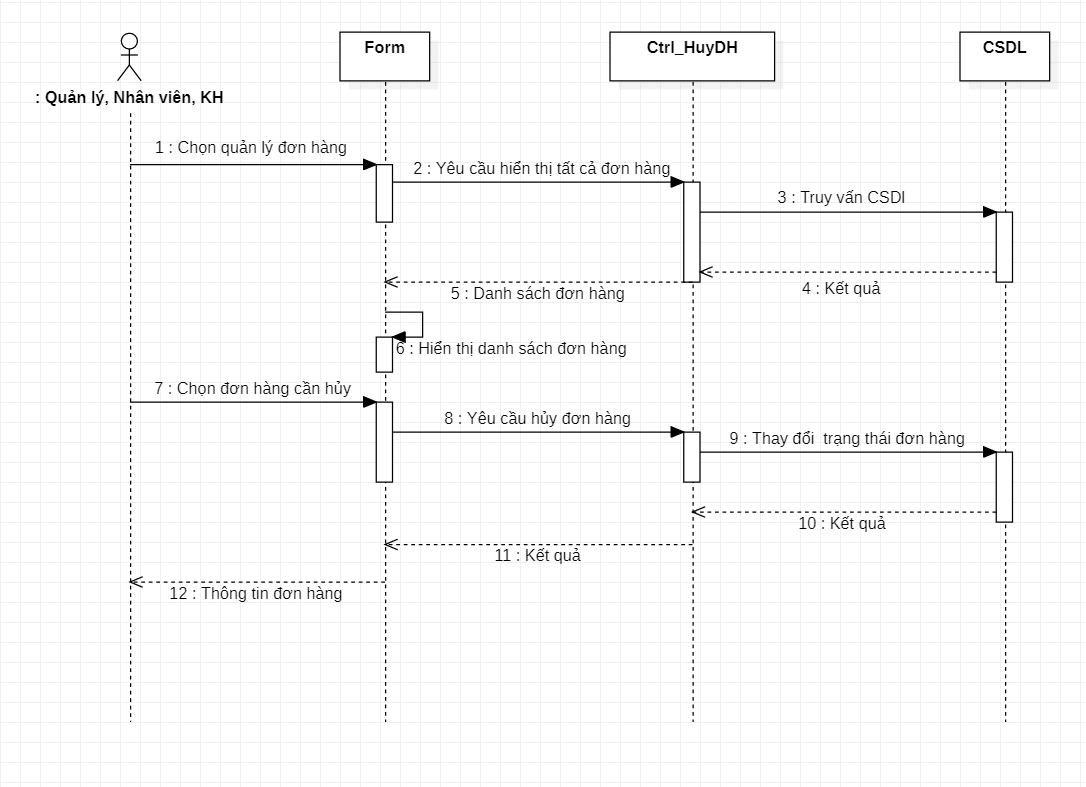 Form
Ctrl_HuyDH
CSDL
: Quản lý, Nhân viên, KH
1 : Chọn quản lý đơn hàng
2 : Yêu cầu hiển thị tất cả đơn hàng
3 : Truy vấn CSDl
4 : Kết quả
5 : Danh sách đơn hàng
6 : Hiển thị danh sách đơn hàng
7 : Chọn đơn hàng cần hủy
8 : Yêu cầu hủy đơn hàng
9 : Thay đổi  trạng thái đơn hàng
10 : Kết quả
11 : Kết quả
12 : Thông tin đơn hàng